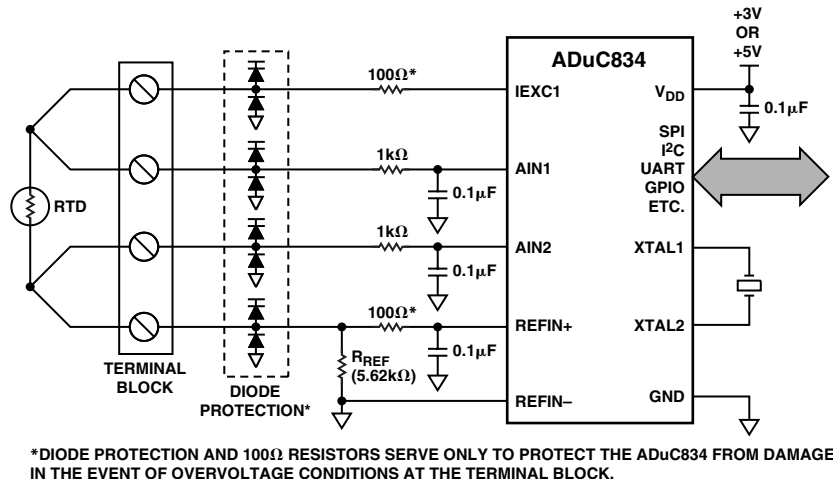 +3V
OR
+5V
ADuC834
100Ω*
IEXC1
VDD
0.1μF
SPI
I²C
UART
GPIO
ETC.
1kΩ
AIN1
0.1μF
RTD
1kΩ
AIN2
XTAL1
0.1μF
100Ω*
REFIN+
XTAL2
TERMINAL
BLOCK
RREF
(5.62kΩ)
0.1μF
DIODE
PROTECTION*
REFIN–
GND
*DIODE PROTECTION AND 100Ω RESISTORS SERVE ONLY TO PROTECT THE ADuC834 FROM DAMAGE
IN THE EVENT OF OVERVOLTAGE CONDITIONS AT THE TERMINAL BLOCK.